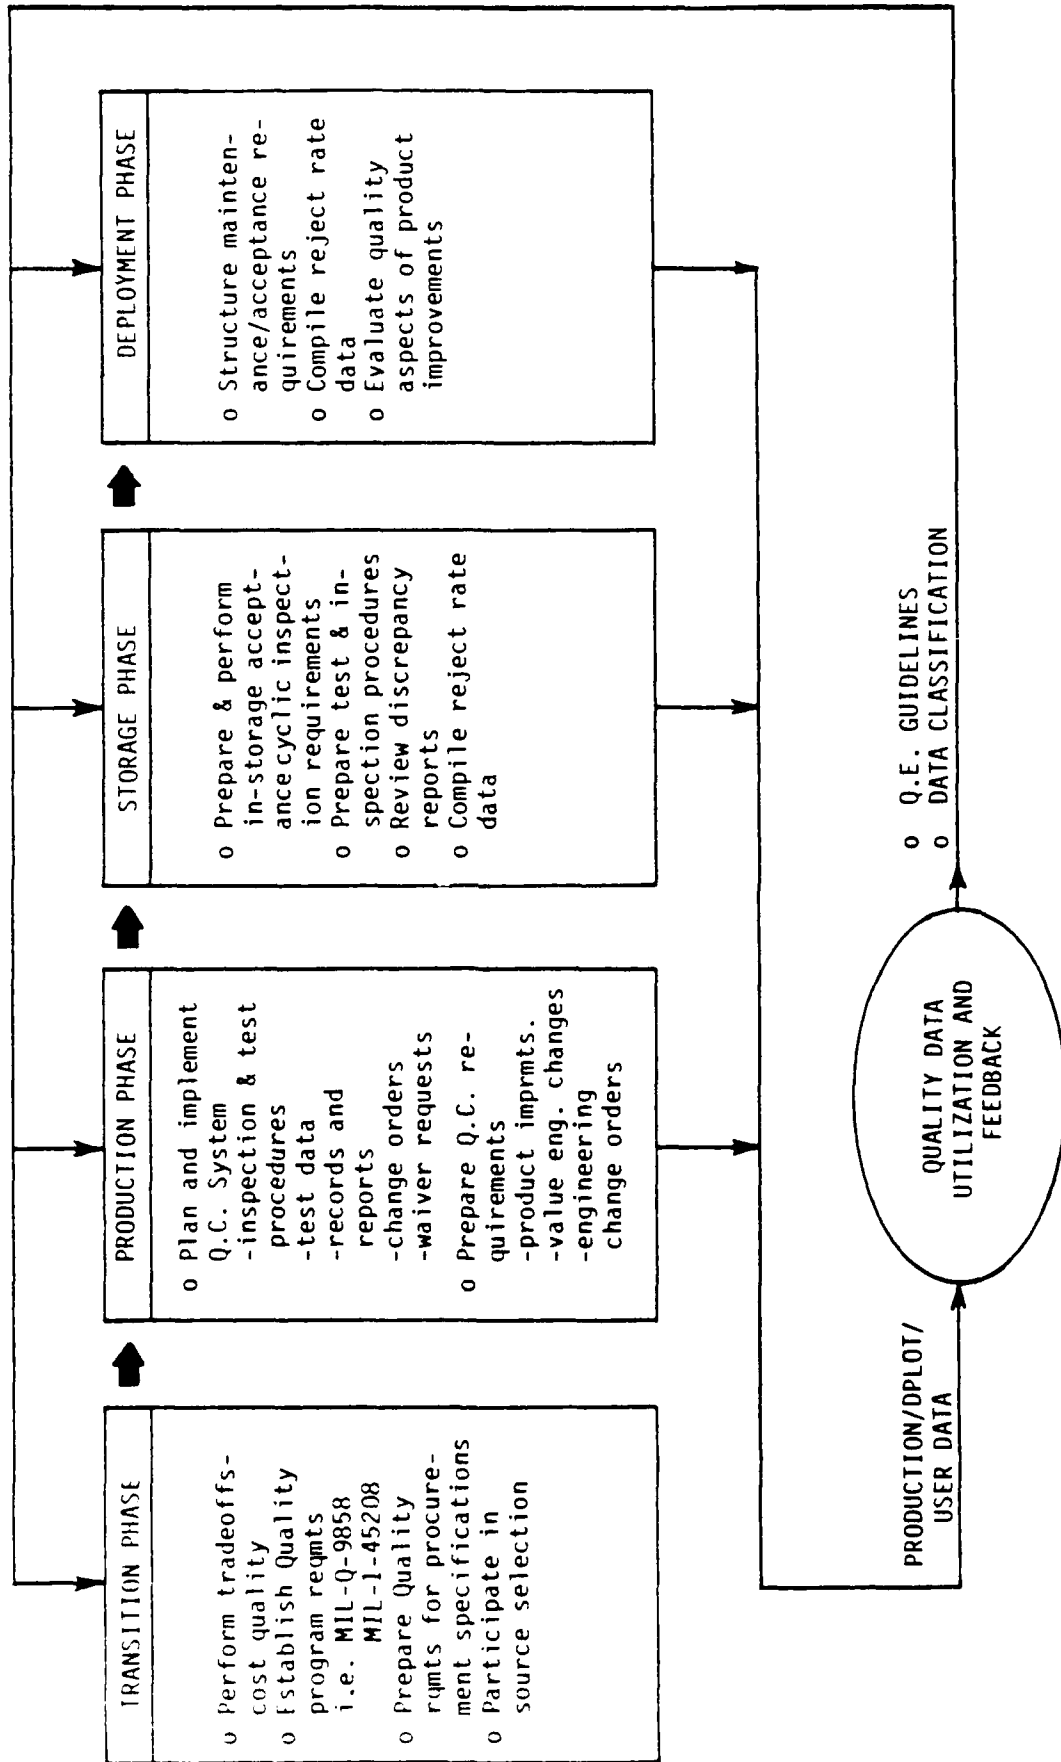 TRANSITION PHASE
o Perform tradeoffs-
cost quality
o Establish Quality
program reqmts
i.e. MIL-Q-9858
MIL-I-45208
o Prepare Quality
rqmts for procure-
ment specifications
o Participate in
source selection
PRODUCTION PHASE
o Plan and implement
Q.C. System
-inspection & test
procedures
-test data
-records and
reports
-change orders
-waiver requests
o Prepare Q.C. re-
quirements
-product imprmts.
-value eng. changes
-engineering
change orders
STORAGE PHASE
o Prepare & perform
in-storage accept-
ance cyclic inspect-
ion requirements
o Prepare test & in-
spection procedures
o Review discrepancy
reports
o Compile reject rate
data
DEPLOYMENT PHASE
o Structure mainten-
ance/acceptance re-
quirements
o Compile reject rate
data
o Evaluate quality
aspects of product
improvements
PRODUCTION/DPLOT/
USER DATA
QUALITY DATA
UTILIZATION AND
FEEDBACK
o Q.E. GUIDELINES
o DATA CLASSIFICATION